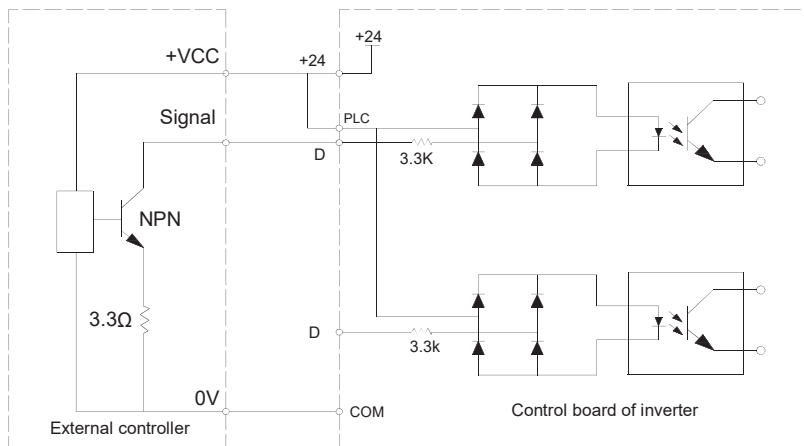 +24
+VCC
+24
PLC
Signal
D
3.3K
NPN
3.3Ω
D
3.3k
0V
COM
External controller
Control board of inverter